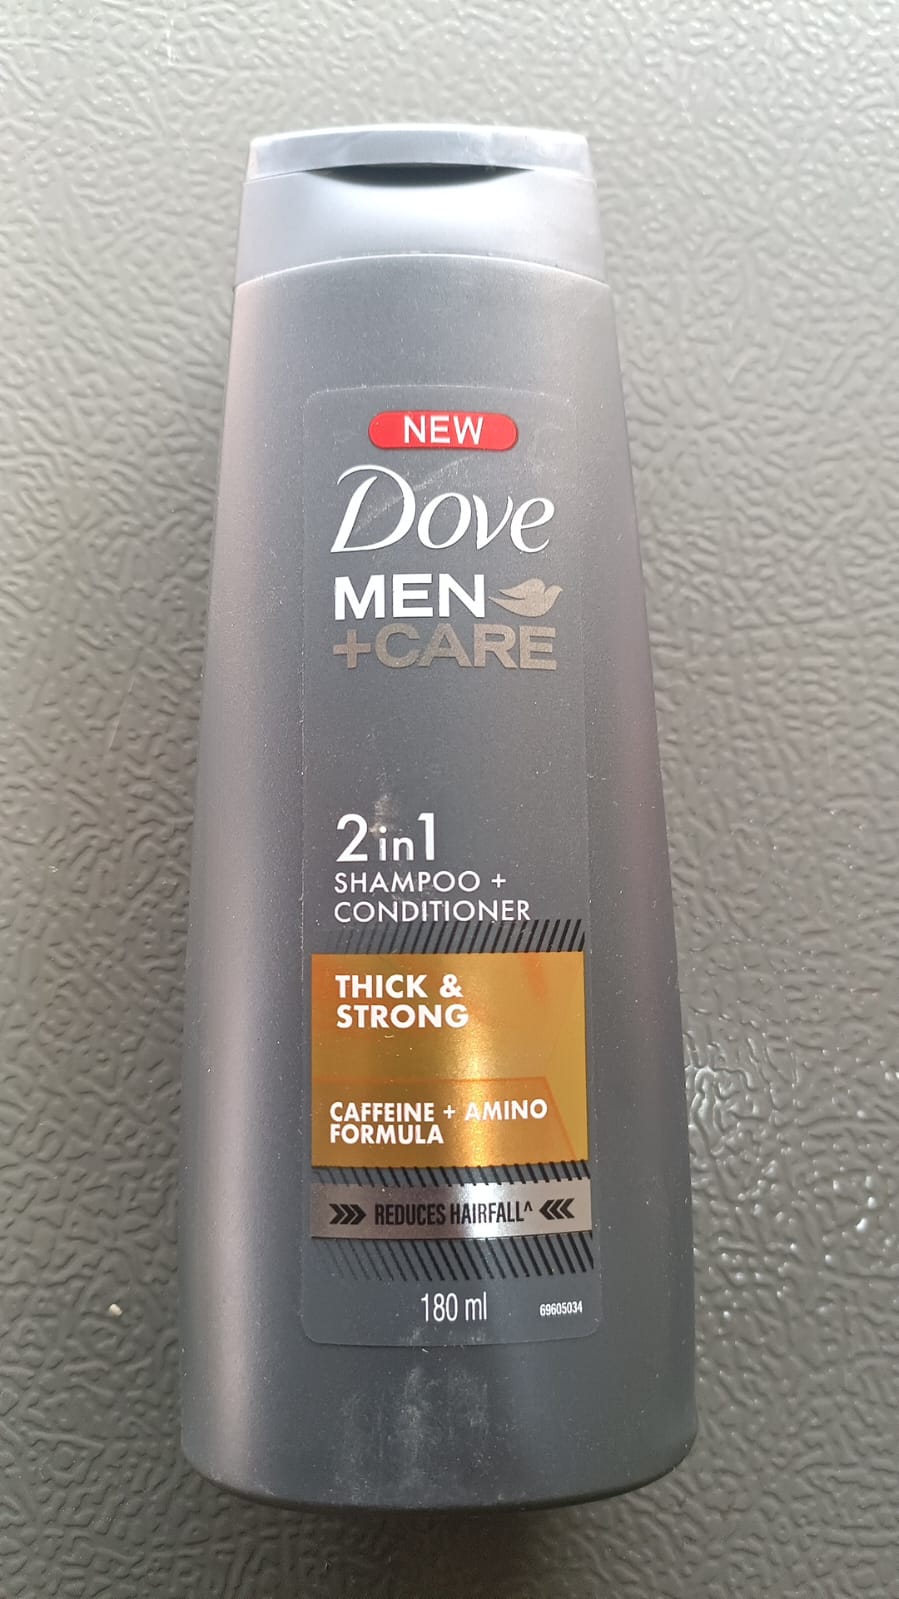 NEW
Dove
MEN
+CARE
2in1
SHAMPOO +
CONDITIONER
THICK &
STRONG
CAFFEINE + AMINO
FORMULA
REDUCES HAIRFALL^
180 ml
69605034